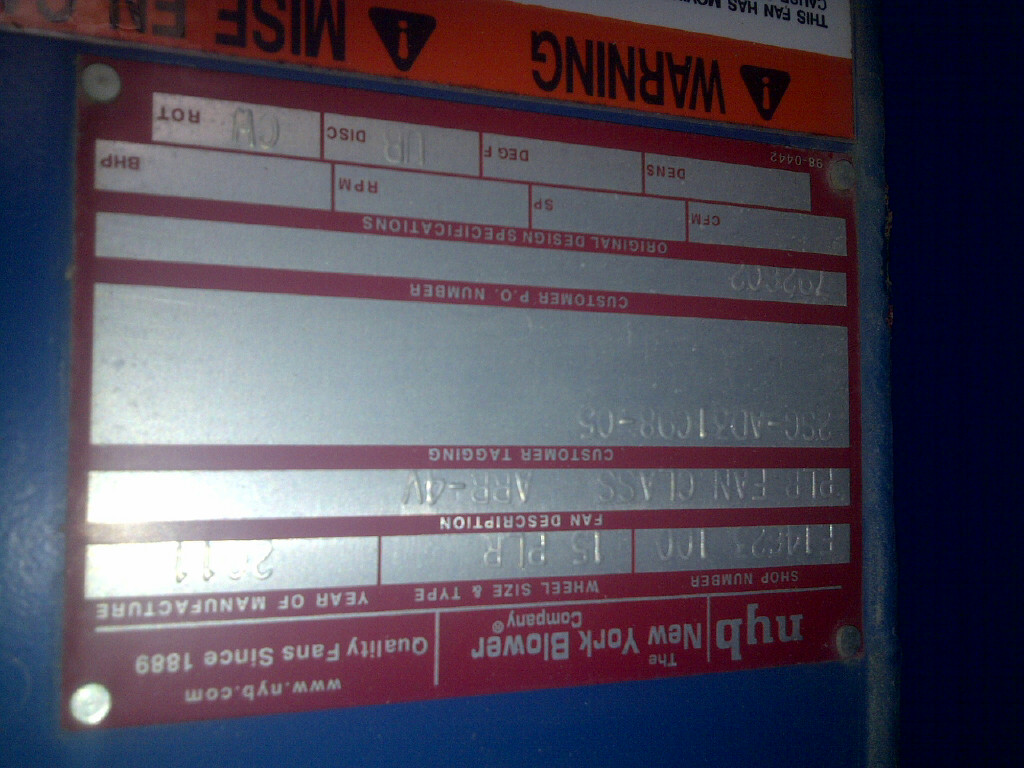 www.nyb.com
nyb The New York Blower Company® Quality Fans Since 1889
SHOP NUMBER WHEEL SIZE & TYPE YEAR OF MANUFACTURE
100 15 PLR 2011
FAN DESCRIPTION
PLR FAN CLASS ARR-4V
CUSTOMER TAGGING
CUSTOMER P.O. NUMBER
ORIGINAL DESIGN SPECIFICATIONS
CFM SP RPM BHP
DENS DEG F DISC UR ROT CW
98-0442
WARNING MISE EN
THIS FAN HAS